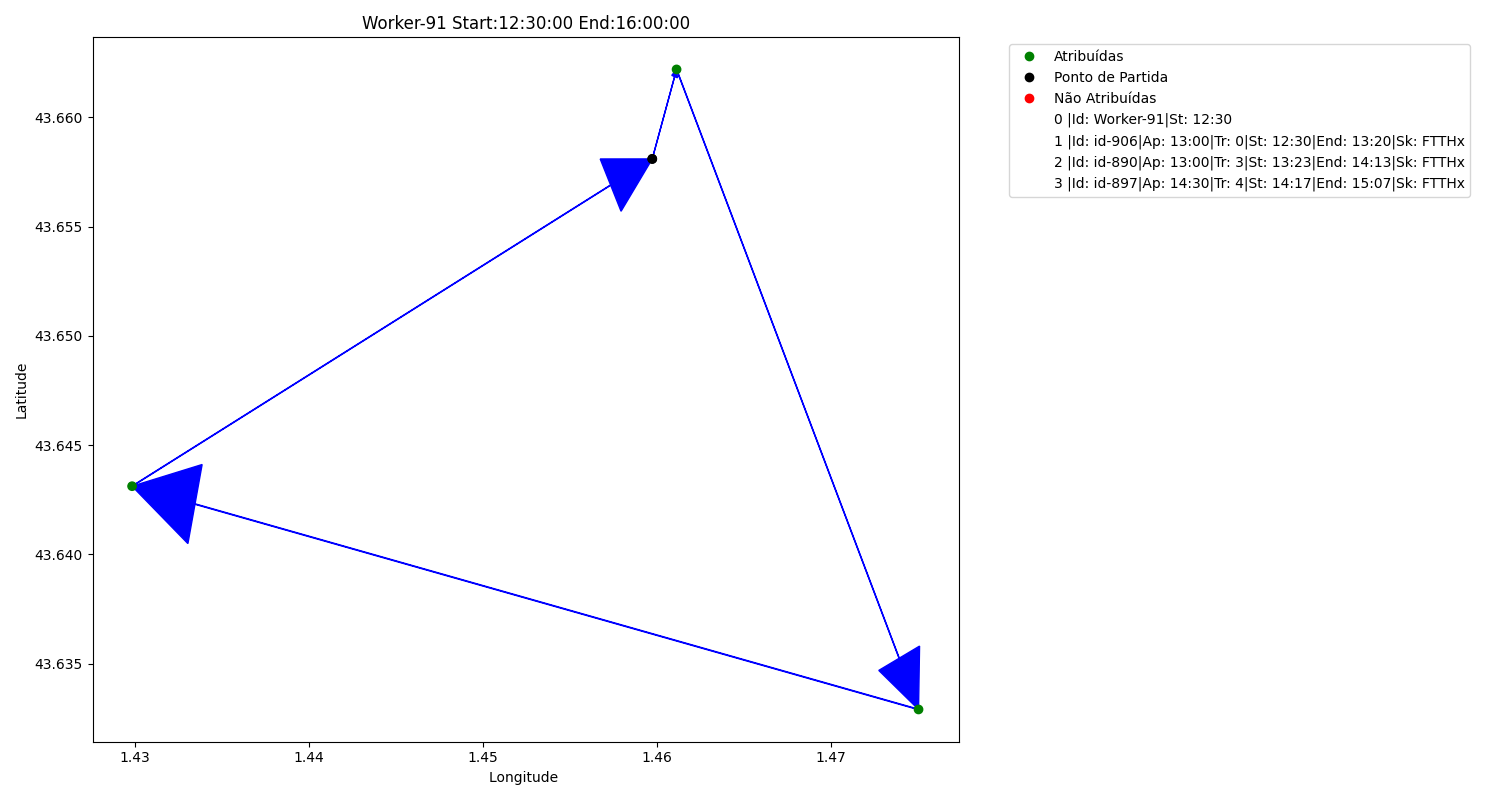 Worker-91 Start:12:30:00 End:16:00:00
Atribuídas
Ponto de Partida
Não Atribuídas
0 |Id: Worker-91|St: 12:30
1 |Id: id-906|Ap: 13:00|Tr: 0|St: 12:30|End: 13:20|Sk: FTTHx
2 |Id: id-890|Ap: 13:00|Tr: 3|St: 13:23|End: 14:13|Sk: FTTHx
3 |Id: id-897|Ap: 14:30|Tr: 4|St: 14:17|End: 15:07|Sk: FTTHx
43.660
43.655
43.650
43.645
43.640
43.635
Latitude
1.43 1.44 1.45 1.46 1.47
Longitude